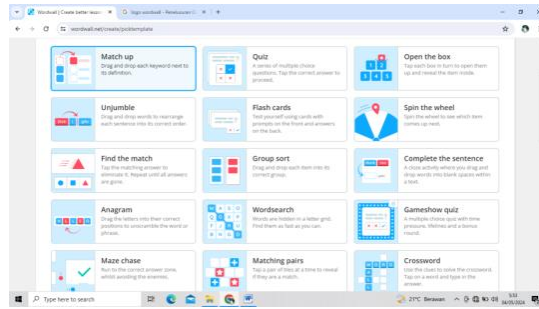 Wordwall | Create better lesson
logo wordwall - Penelusuran G
wordwall.net/create/picktemplate
Match up
Drag and drop each keyword next to
its definition.
Quiz
A series of multiple choice
questions. Tap the correct answer to
proceed.
Open the box
Tap each box in turn to open them
up and reveal the item inside.
Unjumble
Drag and drop words to rearrange
each sentence into its correct order.
Flash cards
Test yourself using cards with
prompts on the front and answers
on the back.
Spin the wheel
Spin the wheel to see which item
comes up next.
Find the match
Tap the matching answer to
eliminate it. Repeat until all answers
are gone.
Group sort
Drag and drop each item into its
correct group.
Complete the sentence
A cloze activity where you drag and
drop words into blank spaces within
a text.
Anagram
Drag the letters into their correct
positions to unscramble the word or
phrase.
Wordsearch
Words are hidden in a letter grid.
Find them as fast as you can.
Gameshow quiz
A multiple choice quiz with time
pressure, lifelines and a bonus
round.
Maze chase
Run to the correct answer zone,
whilst avoiding the enemies.
Matching pairs
Tap a pair of tiles at a time to reveal
if they are a match.
Crossword
Use the clues to solve the crossword.
Tap on a word and type in the
answer.
Type here to search
21°C Berawan
5:53
04/05/2024